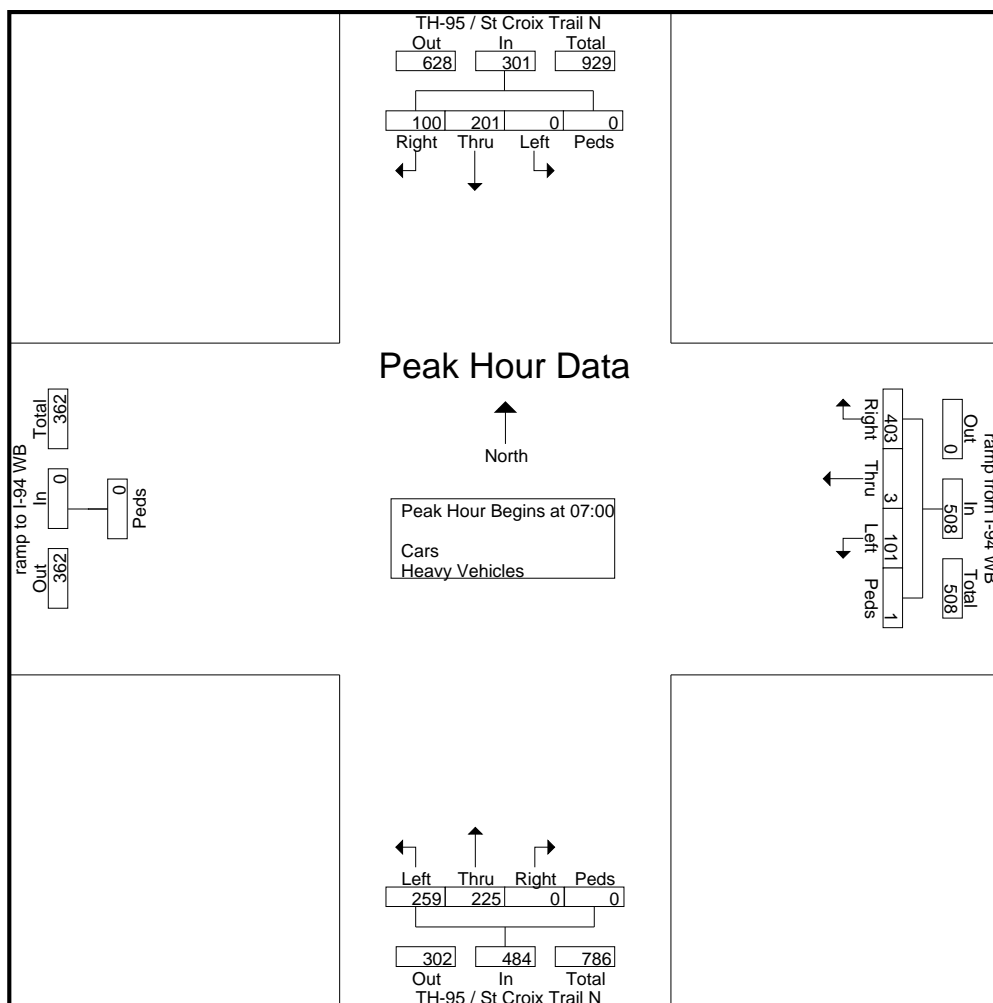 TH-95 / St Croix Trail N
Out In Total
628 301 929
100 201 0 0
Right Thru Left Peds
Peak Hour Data
North
Peak Hour Begins at 07:00
Cars
Heavy Vehicles
ramp to I-94 WB
Out In Total
362 0 362
0
Peds
ramp from I-94 WB
Out In Total
0 508 508
403 3 101 1
Right Thru Left Peds
Left Thru Right Peds
259 225 0 0
302 484 786
Out In Total
TH-95 / St Croix Trail N